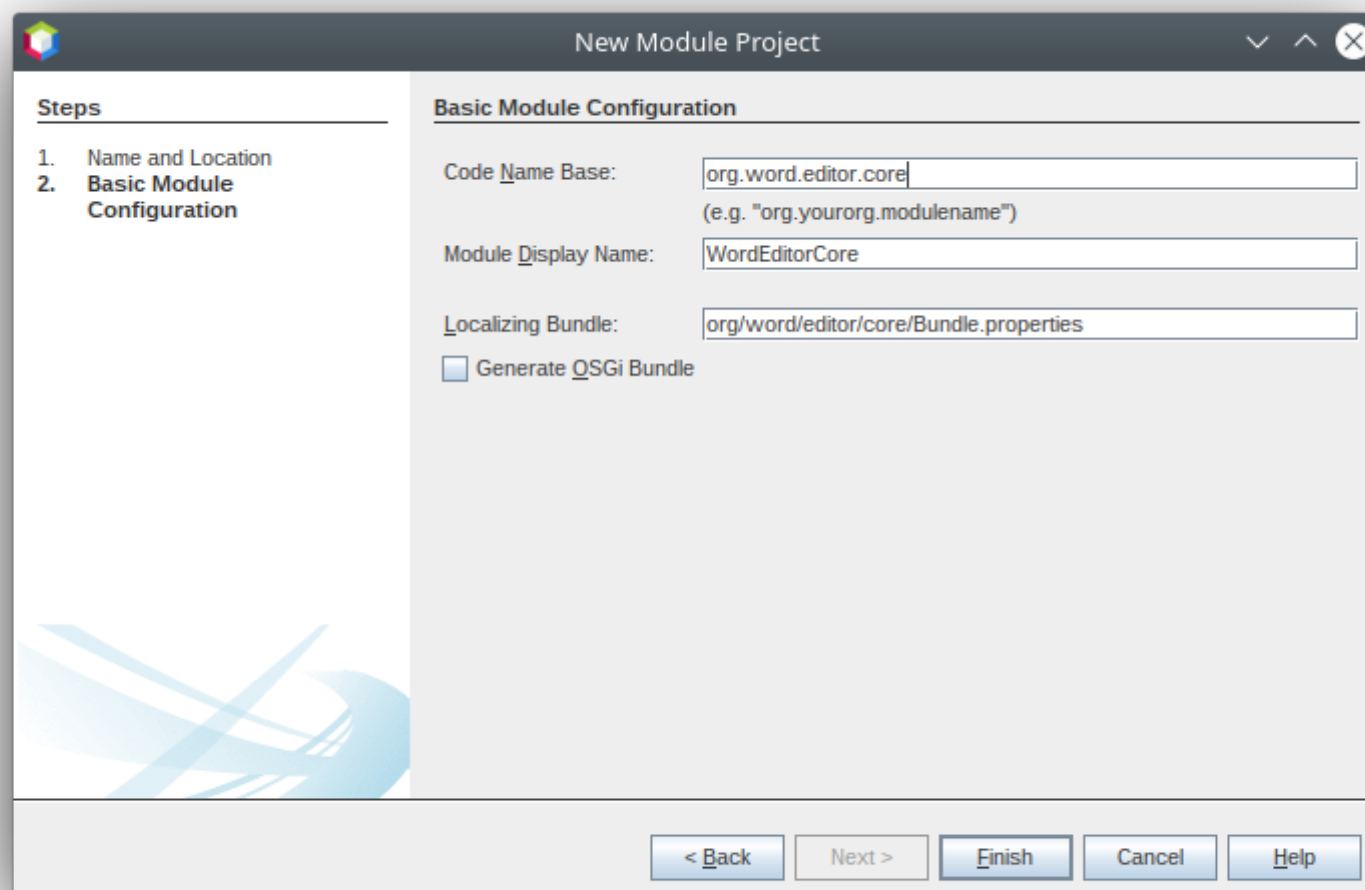 New Module Project
Steps
1. Name and Location
2. Basic Module
Configuration
Basic Module Configuration
Code Name Base: org.word.editor.core
(e.g. "org.yourorg.modulename")
Module Display Name: WordEditorCore
Localizing Bundle: org/word/editor/core/Bundle.properties
Generate OSGi Bundle
< Back Next > Finish Cancel Help